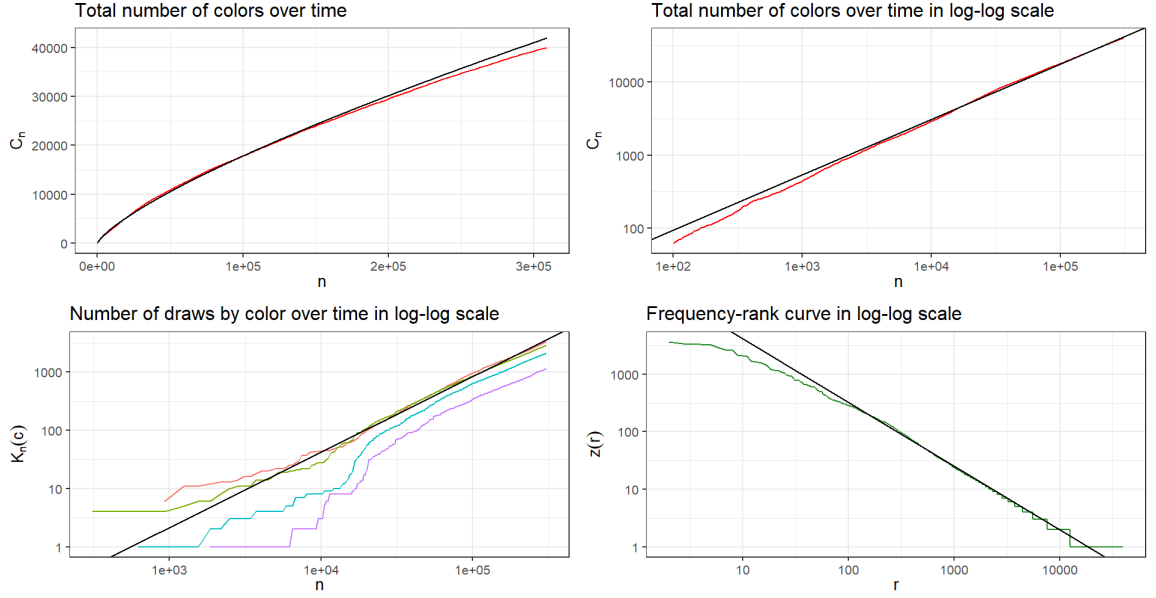 Total number of colors over time
40000
30000
20000
10000
0
Cn
0e+00 1e+05 2e+05 3e+05
n
Total number of colors over time in log-log scale
10000
1000
100
Cn
1e+02 1e+03 1e+04 1e+05
n
Number of draws by color over time in log-log scale
1000
100
10
1
Kn(c)
1e+03 1e+04 1e+05
n
Frequency-rank curve in log-log scale
1000
100
10
1
z(r)
10 100 1000 10000
r